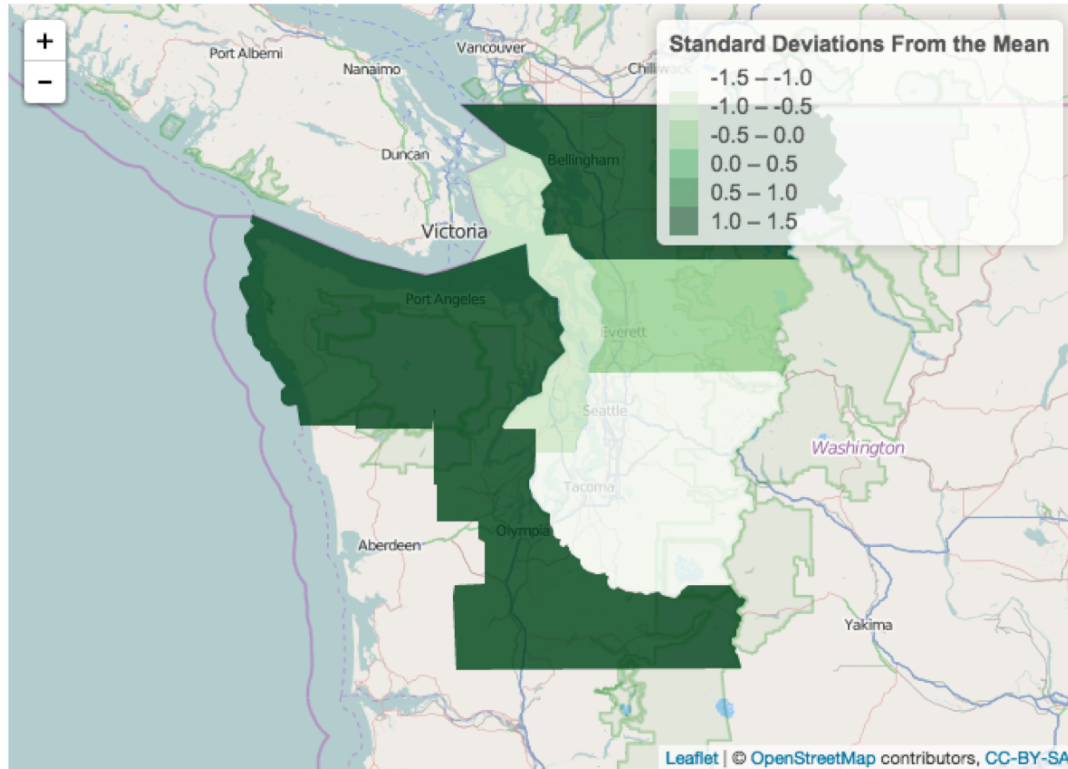 +
−
Port Alberni
Nanaimo
Vancouver
Chilliwack
Duncan
Victoria
Bellingham
Port Angeles
Everett
Seattle
Tacoma
Olympia
Aberdeen
Washington
Yakima
Standard Deviations From the Mean
-1.5 – -1.0
-1.0 – -0.5
-0.5 – 0.0
0.0 – 0.5
0.5 – 1.0
1.0 – 1.5
Leaflet | © OpenStreetMap contributors, CC-BY-SA